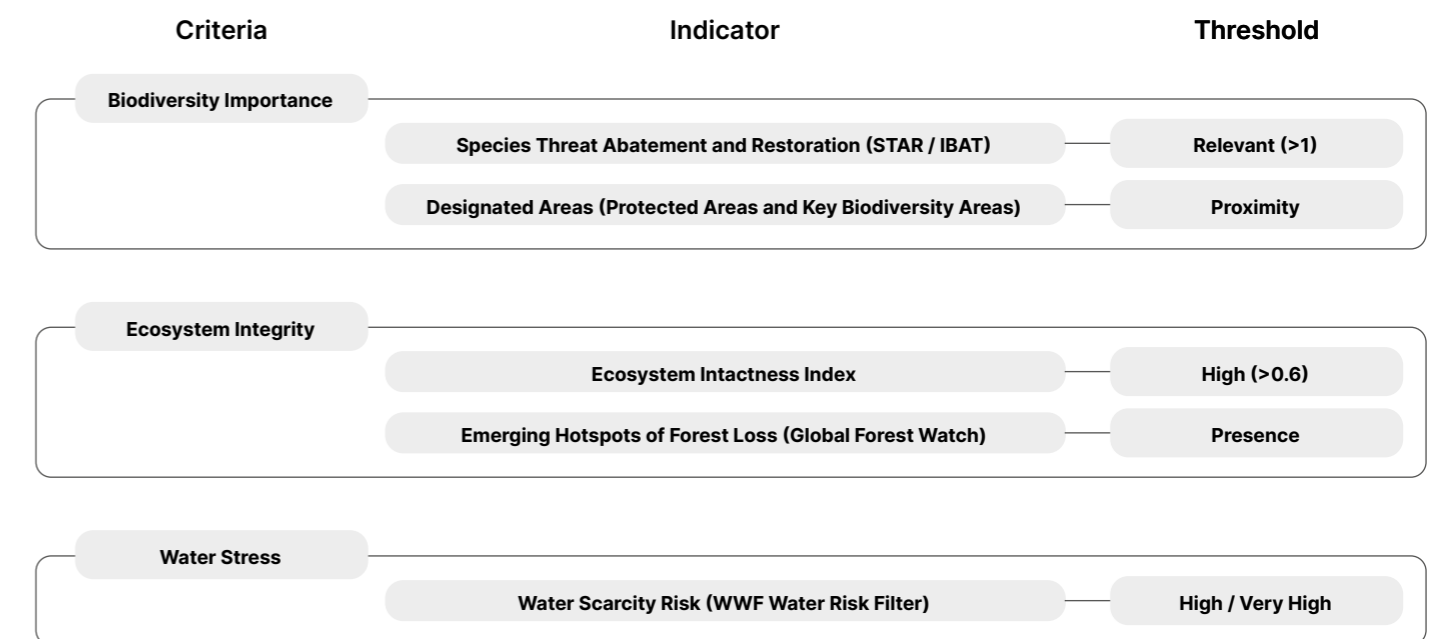 Criteria Indicator Threshold
Biodiversity Importance
Species Threat Abatement and Restoration (STAR / IBAT) Relevant (>1)
Designated Areas (Protected Areas and Key Biodiversity Areas) Proximity
Ecosystem Integrity
Ecosystem Intactness Index High (>0.6)
Emerging Hotspots of Forest Loss (Global Forest Watch) Presence
Water Stress
Water Scarcity Risk (WWF Water Risk Filter) High / Very High